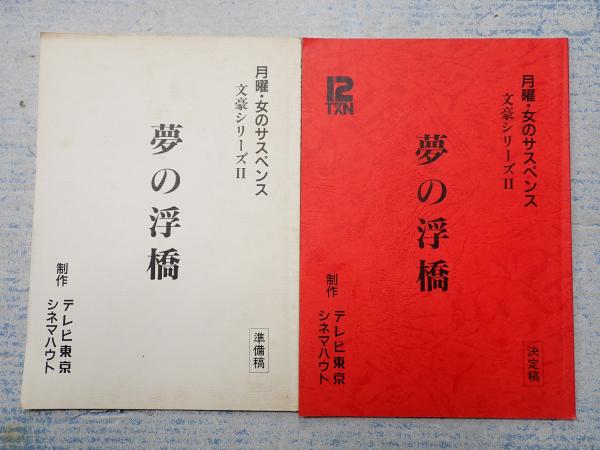 月曜・女のサスペンス
文豪シリーズII
夢の浮橋
制作 テレビ東京
シネマハウト
準備稿
12
TXN
月曜・女のサスペンス
文豪シリーズII
夢の浮橋
制作 テレビ東京
シネマハウト
決定稿